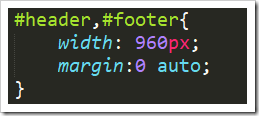 #header,#footer{
    width: 960px;
    margin:0 auto;
}